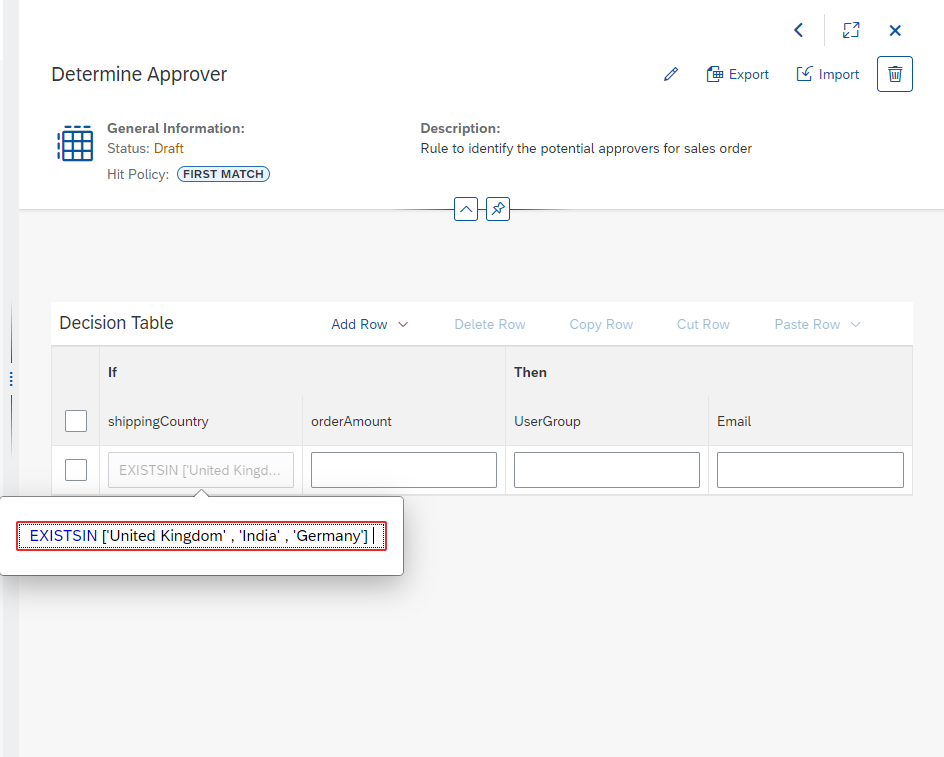 Determine Approver
Export
Import
General Information:
Status: Draft
Hit Policy: FIRST MATCH
Description:
Rule to identify the potential approvers for sales order
Decision Table
Add Row
Delete Row
Copy Row
Cut Row
Paste Row
If
Then
shippingCountry
orderAmount
UserGroup
Email
EXISTSIN ['United Kingd...
EXISTSIN ['United Kingdom' , 'India' , 'Germany']